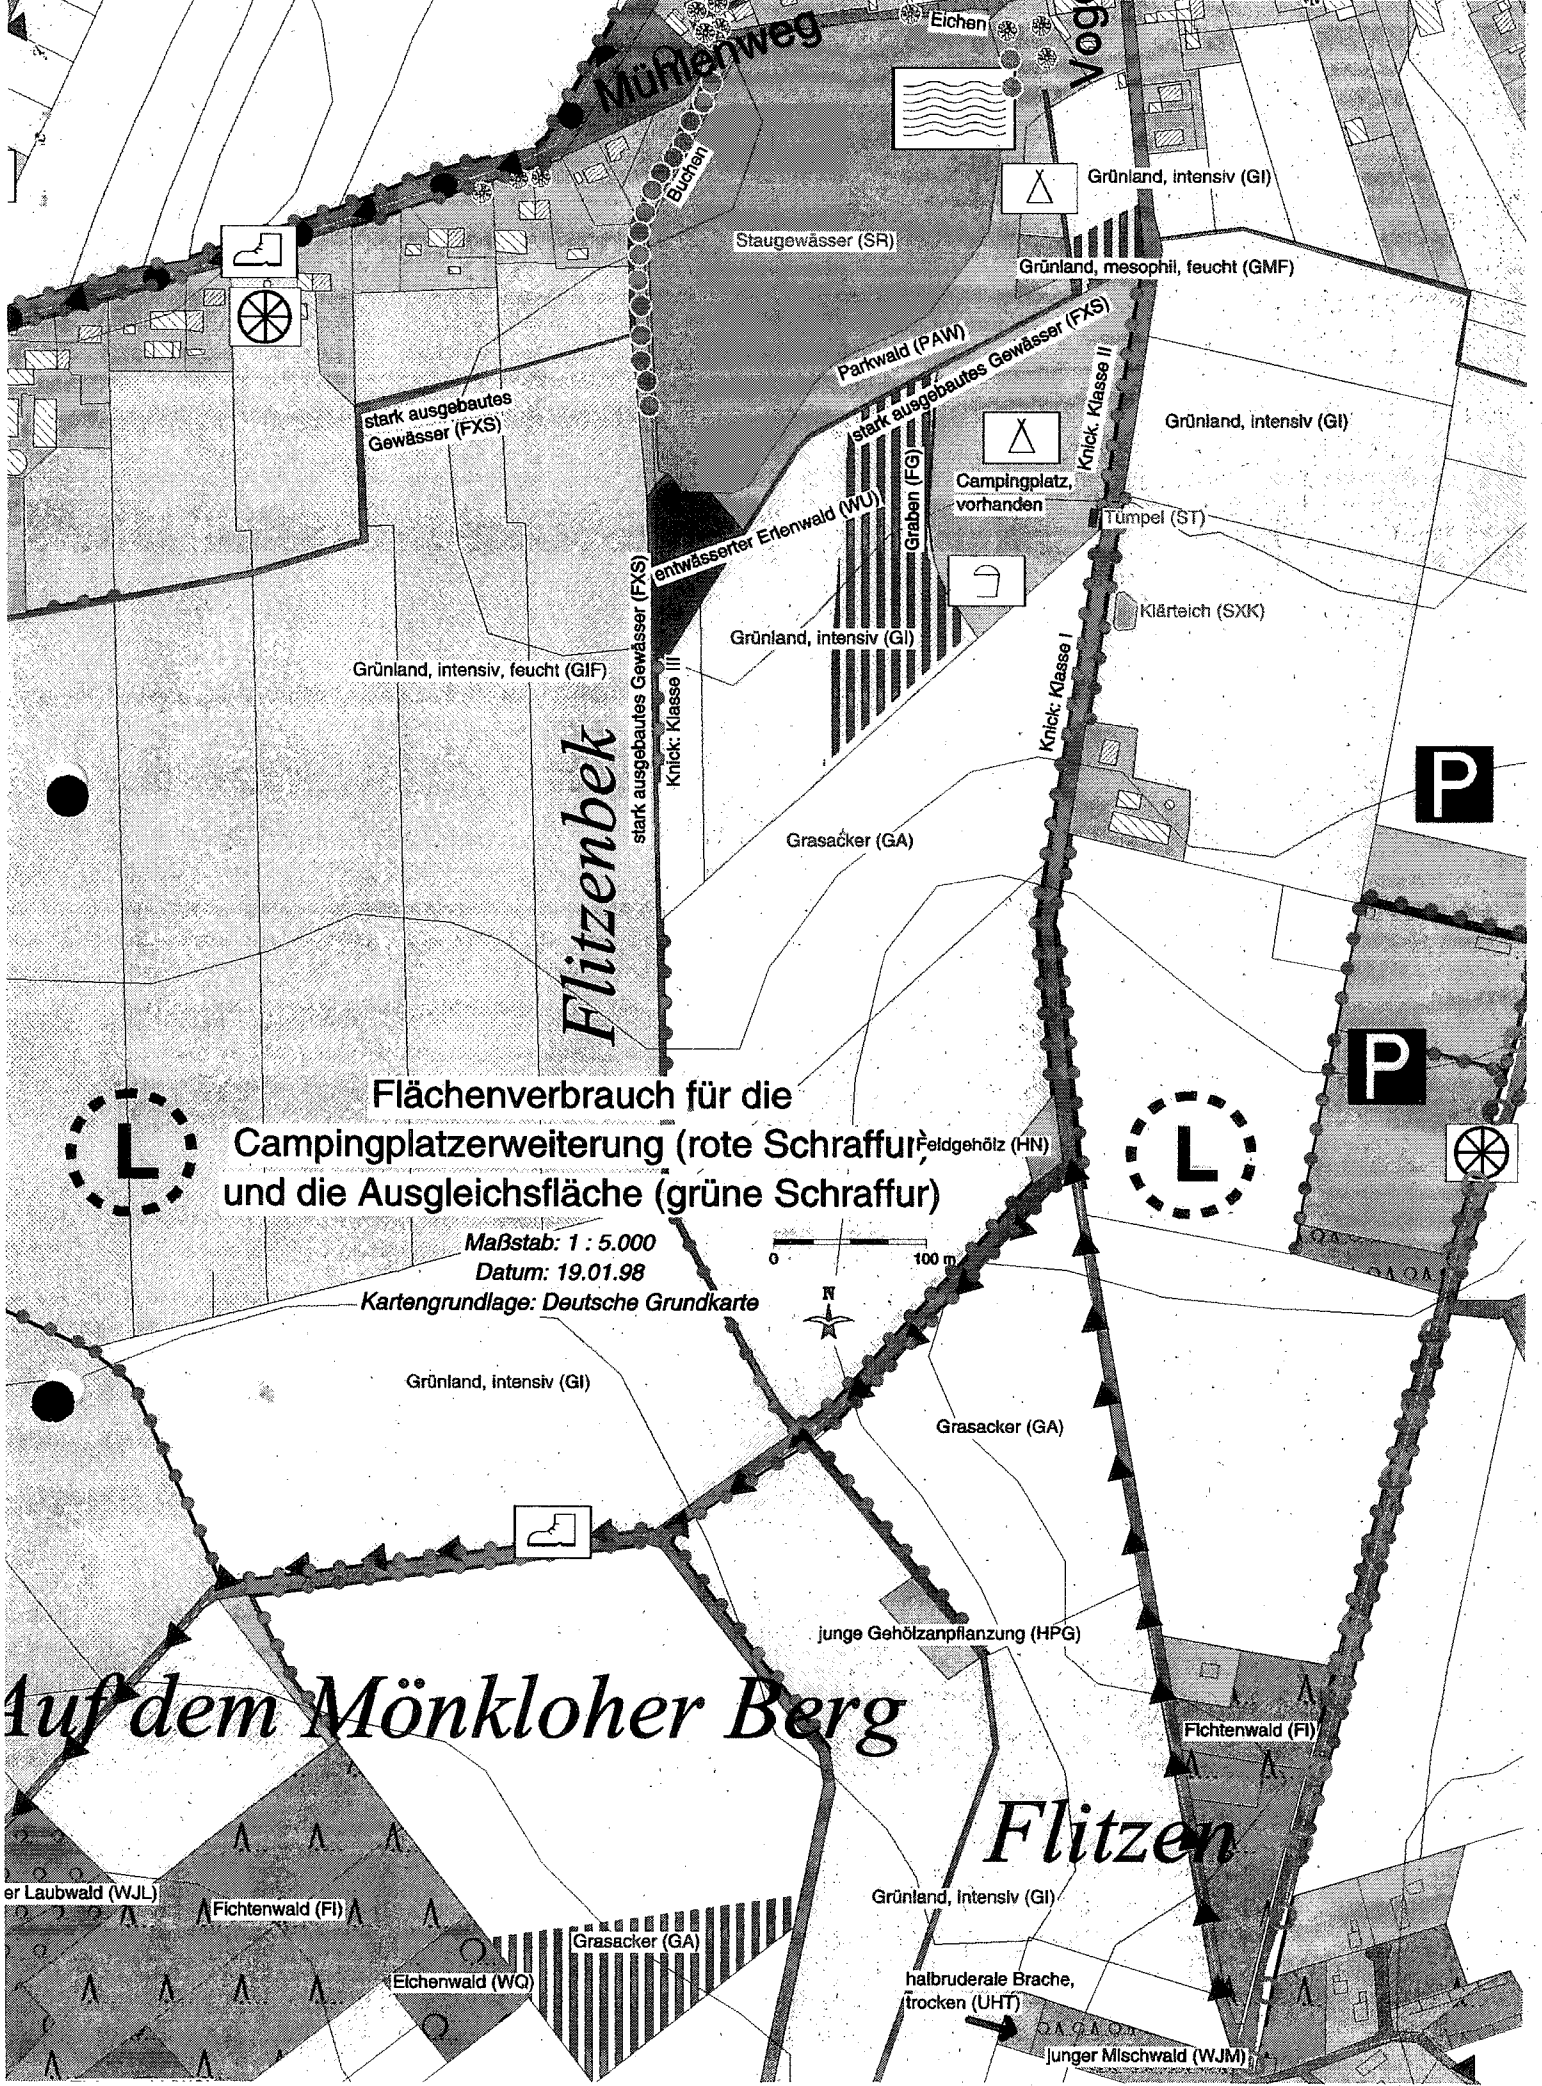 Mühlenweg
Eichen
Buchen
Grünland, intensiv (GI)
Staugewässer (SR)
Grünland, mesophil, feucht (GMF)
Parkwald (PAW)
stark ausgebautes Gewässer (FXS)
Knick. Klasse II
stark ausgebautes
Gewässer (FXS)
Grünland, intensiv (GI)
Graben (FG)
Campingplatz,
vorhanden
Tümpel (ST)
entwässerter Erlenwald (WU)
Klärteich (SXK)
Grünland, intensiv (GI)
Grünland, intensiv, feucht (GIF)
stark ausgebautes Gewässer (FXS)
Knick: Klasse III
Knick: Klasse I
P
Flitzenbek
Grasacker (GA)
P
Flächenverbrauch für die
Campingplatzerweiterung (rote Schraffur)
und die Ausgleichsfläche (grüne Schraffur)
Feldgehölz (HN)
L
L
Maßstab: 1 : 5.000
Datum: 19.01.98
Kartengrundlage: Deutsche Grundkarte
0 100 m
N
Grünland, intensiv (GI)
Grasacker (GA)
junge Gehölzanpflanzung (HPG)
Auf dem Mönkloher Berg
Fichtenwald (FI)
Flitzen
er Laubwald (WJL)
Fichtenwald (FI)
Grünland, intensiv (GI)
Grasacker (GA)
Eichenwald (WQ)
halbruderale Brache,
trocken (UHT)
junger Mischwald (WJM)